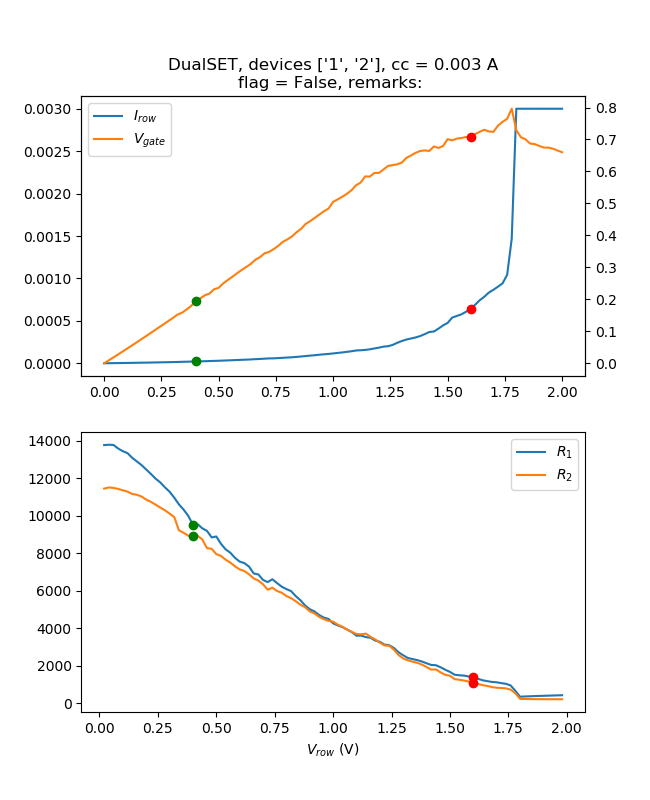 DualSET, devices ['1', '2'], cc = 0.003 A
flag = False, remarks:
I_row
V_gate
0.0030
0.0025
0.0020
0.0015
0.0010
0.0005
0.0000
0.8
0.7
0.6
0.5
0.4
0.3
0.2
0.1
0.0
0.00 0.25 0.50 0.75 1.00 1.25 1.50 1.75 2.00
R_1
R_2
14000
12000
10000
8000
6000
4000
2000
0
0.00 0.25 0.50 0.75 1.00 1.25 1.50 1.75 2.00
V_row (V)